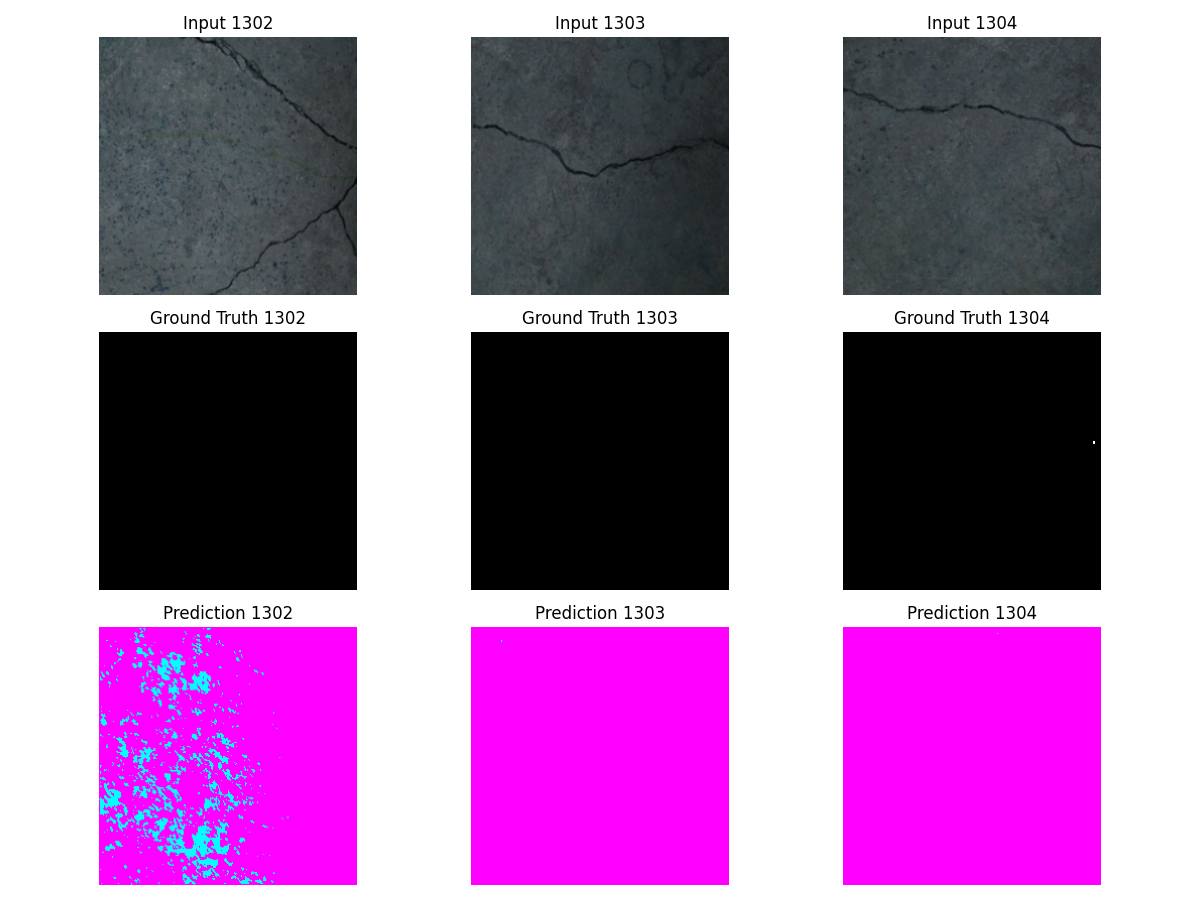 Input 1302
Input 1303
Input 1304
Ground Truth 1302
Ground Truth 1303
Ground Truth 1304
Prediction 1302
Prediction 1303
Prediction 1304